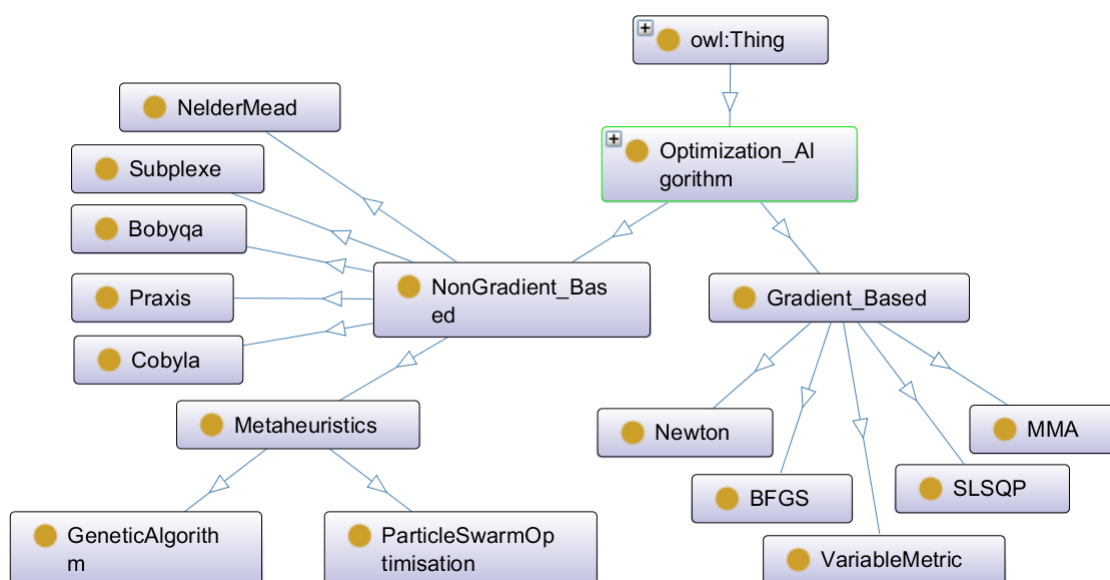 owl:Thing
NelderMead
Optimization_Al
gorithm
Subplexe
Bobyqa
NonGradient_Bas
ed
Gradient_Based
Praxis
Cobyla
Metaheuristics
Newton
MMA
BFGS
SLSQP
GeneticAlgorith
m
ParticleSwarmOp
timisation
VariableMetric